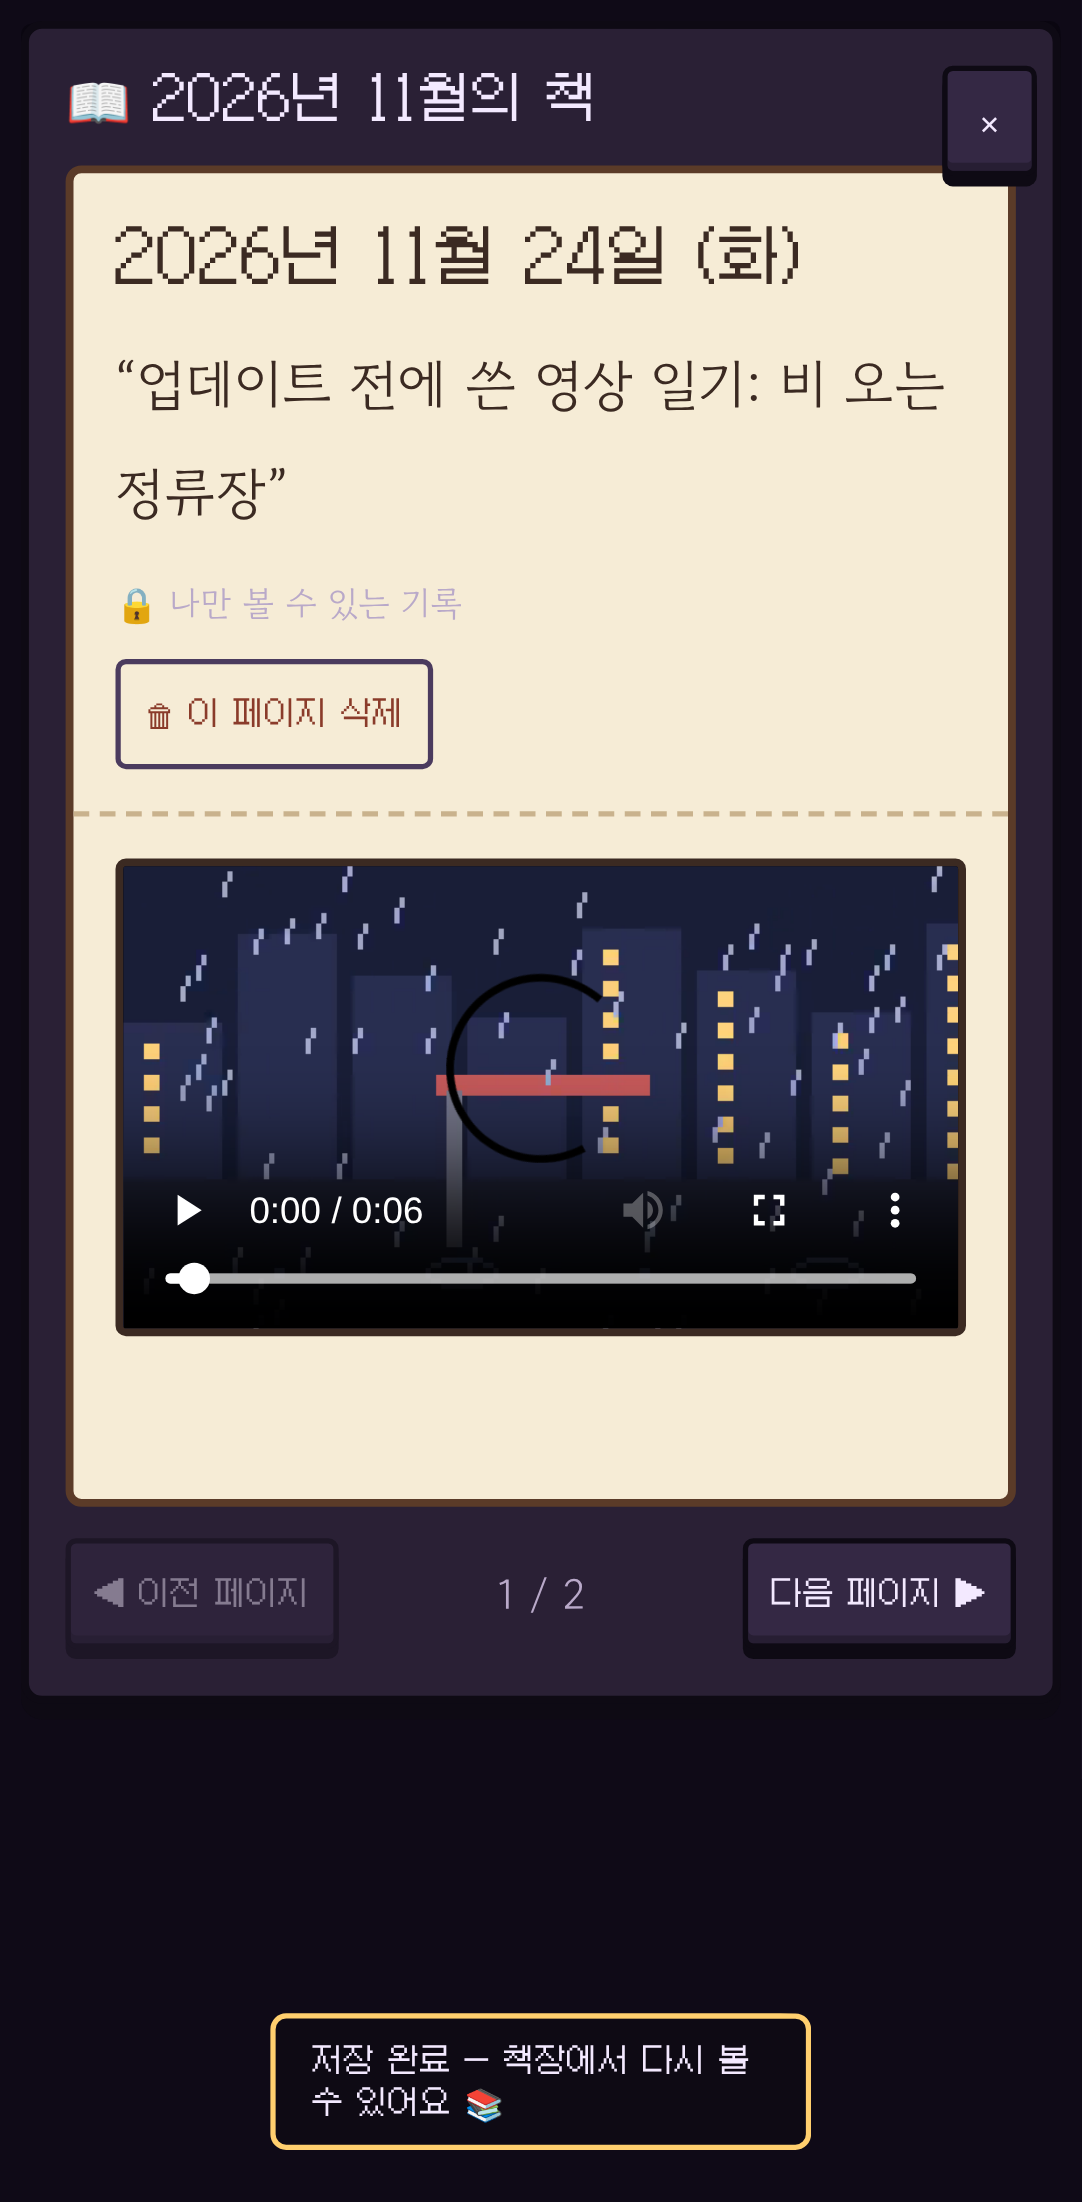 📖 2026년 11월의 책
×
2026년 11월 24일 (화)
“업데이트 전에 쓴 영상 일기: 비 오는
정류장”
🔒 나만 볼 수 있는 기록
🗑 이 페이지 삭제
0:00 / 0:06
◀ 이전 페이지
1 / 2
다음 페이지 ▶
저장 완료 — 책장에서 다시 볼
수 있어요 📚